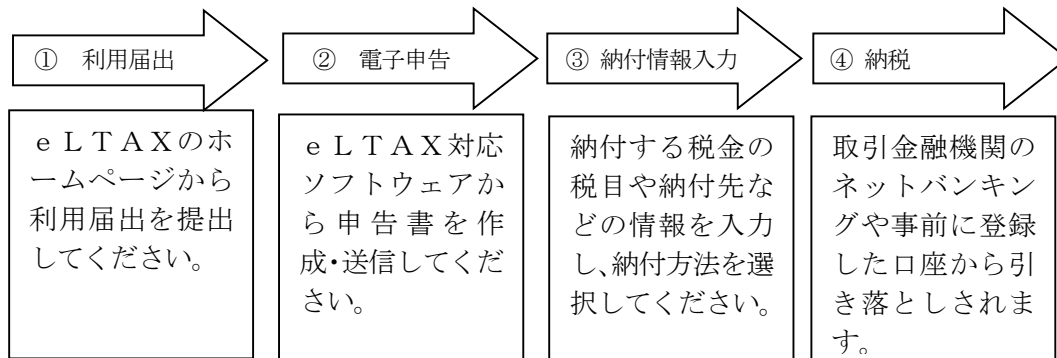 ① 利用届出
② 電子申告
③ 納付情報入力
④ 納税
ｅＬＴＡＸのホ
ームページから
利用届出を提出
してください。
ｅＬＴＡＸ対応
ソフトウェアか
ら申告書を作
成・送信してくだ
さい。
納付する税金の
税目や納付先な
どの情報を入力
し、納付方法を選
択してください。
取引金融機関の
ネットバンキン
グや事前に登録
した口座から引
き落としされま
す。